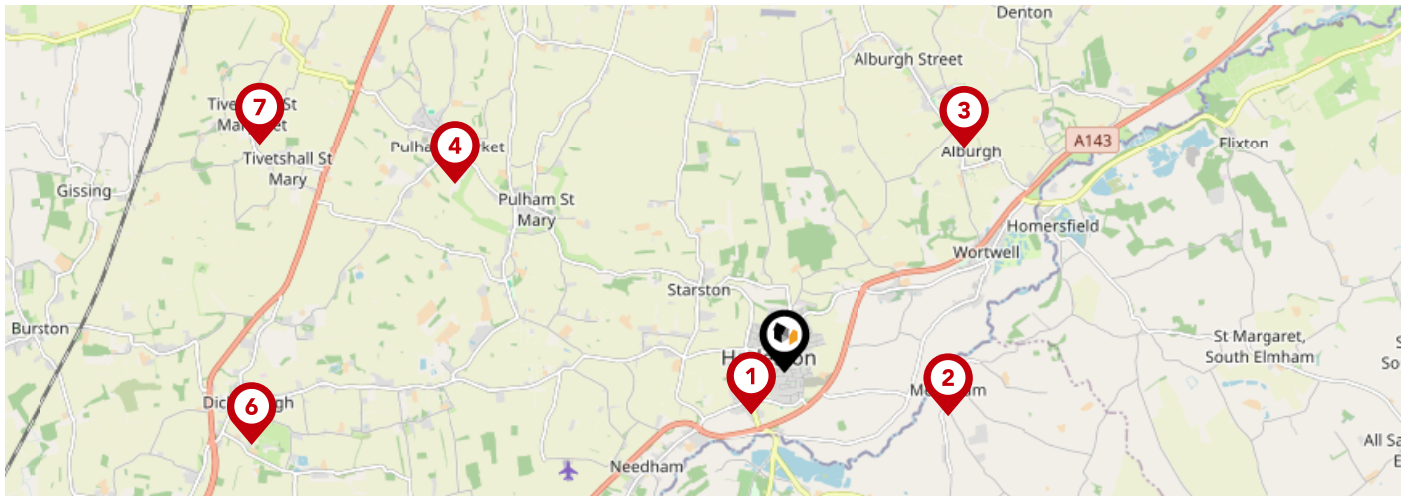 Denton
Alburgh Street
7
3
A143
Alburgh
4
Flixton
Tivetshall St
Mary
Gissing
Pulham St
Mary
Homersfield
Wortwell
Starston
Burston
St Margaret,
South Elmham
1
2
6
Needham